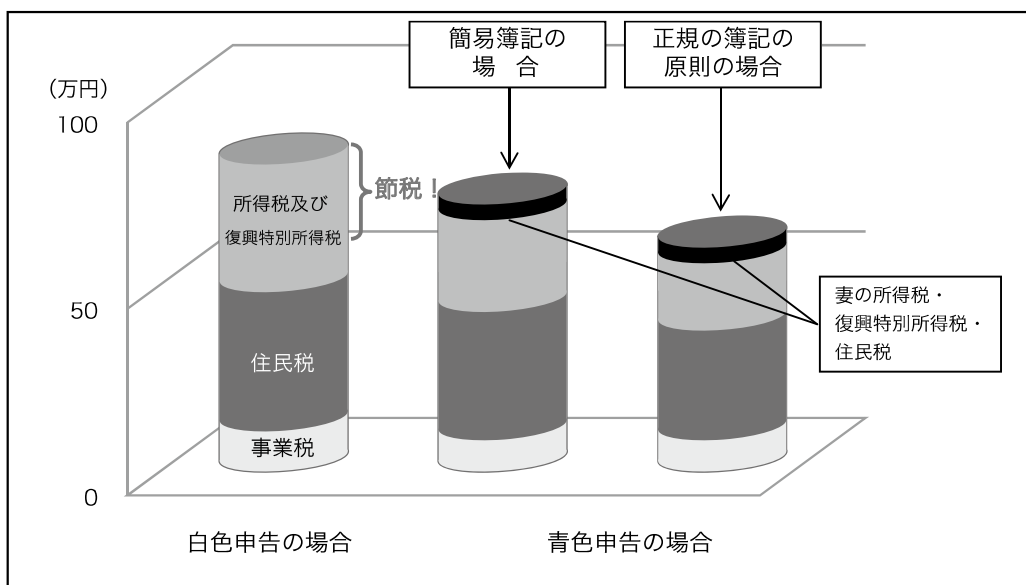 簡易簿記の
場　合
正規の簿記の
原則の場合
（万円）
100
50
0
節税！
所得税及び
復興特別所得税
住民税
事業税
妻の所得税・
復興特別所得税・
住民税
白色申告の場合
青色申告の場合